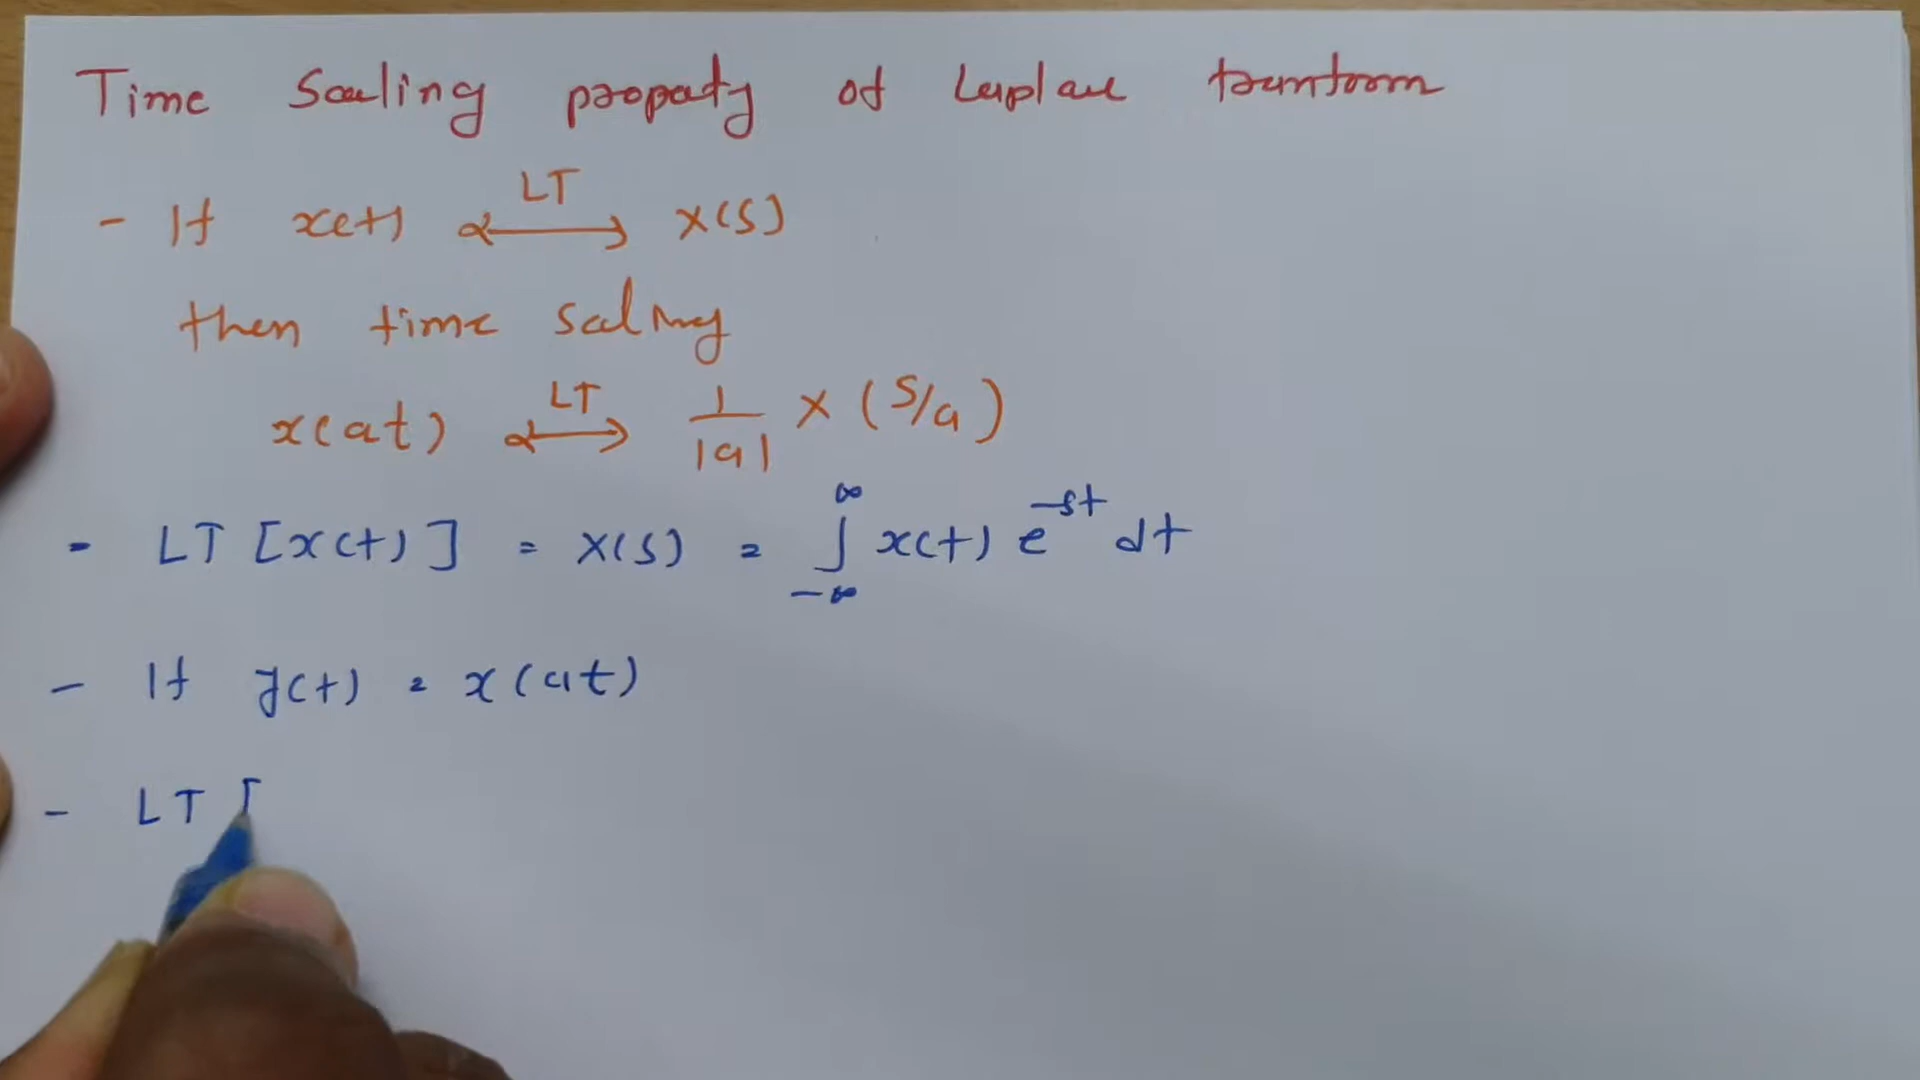 Time Scaling property of Laplace transform
- If x(t) ⟷ LT X(s)
then time scaling
x(at) ⟷ LT 1/|a| X(S/a)
- LT [x(t)] = X(s) = ∫_{-∞}^{∞} x(t) e^{-st} dt
- If y(t) = x(at)
- LT [